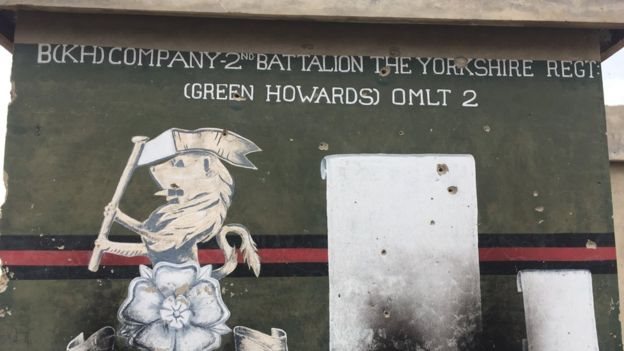 B(KH) COMPANY-2ND BATTALION THE YORKSHIRE REGT:
(GREEN HOWARDS) OMLT 2